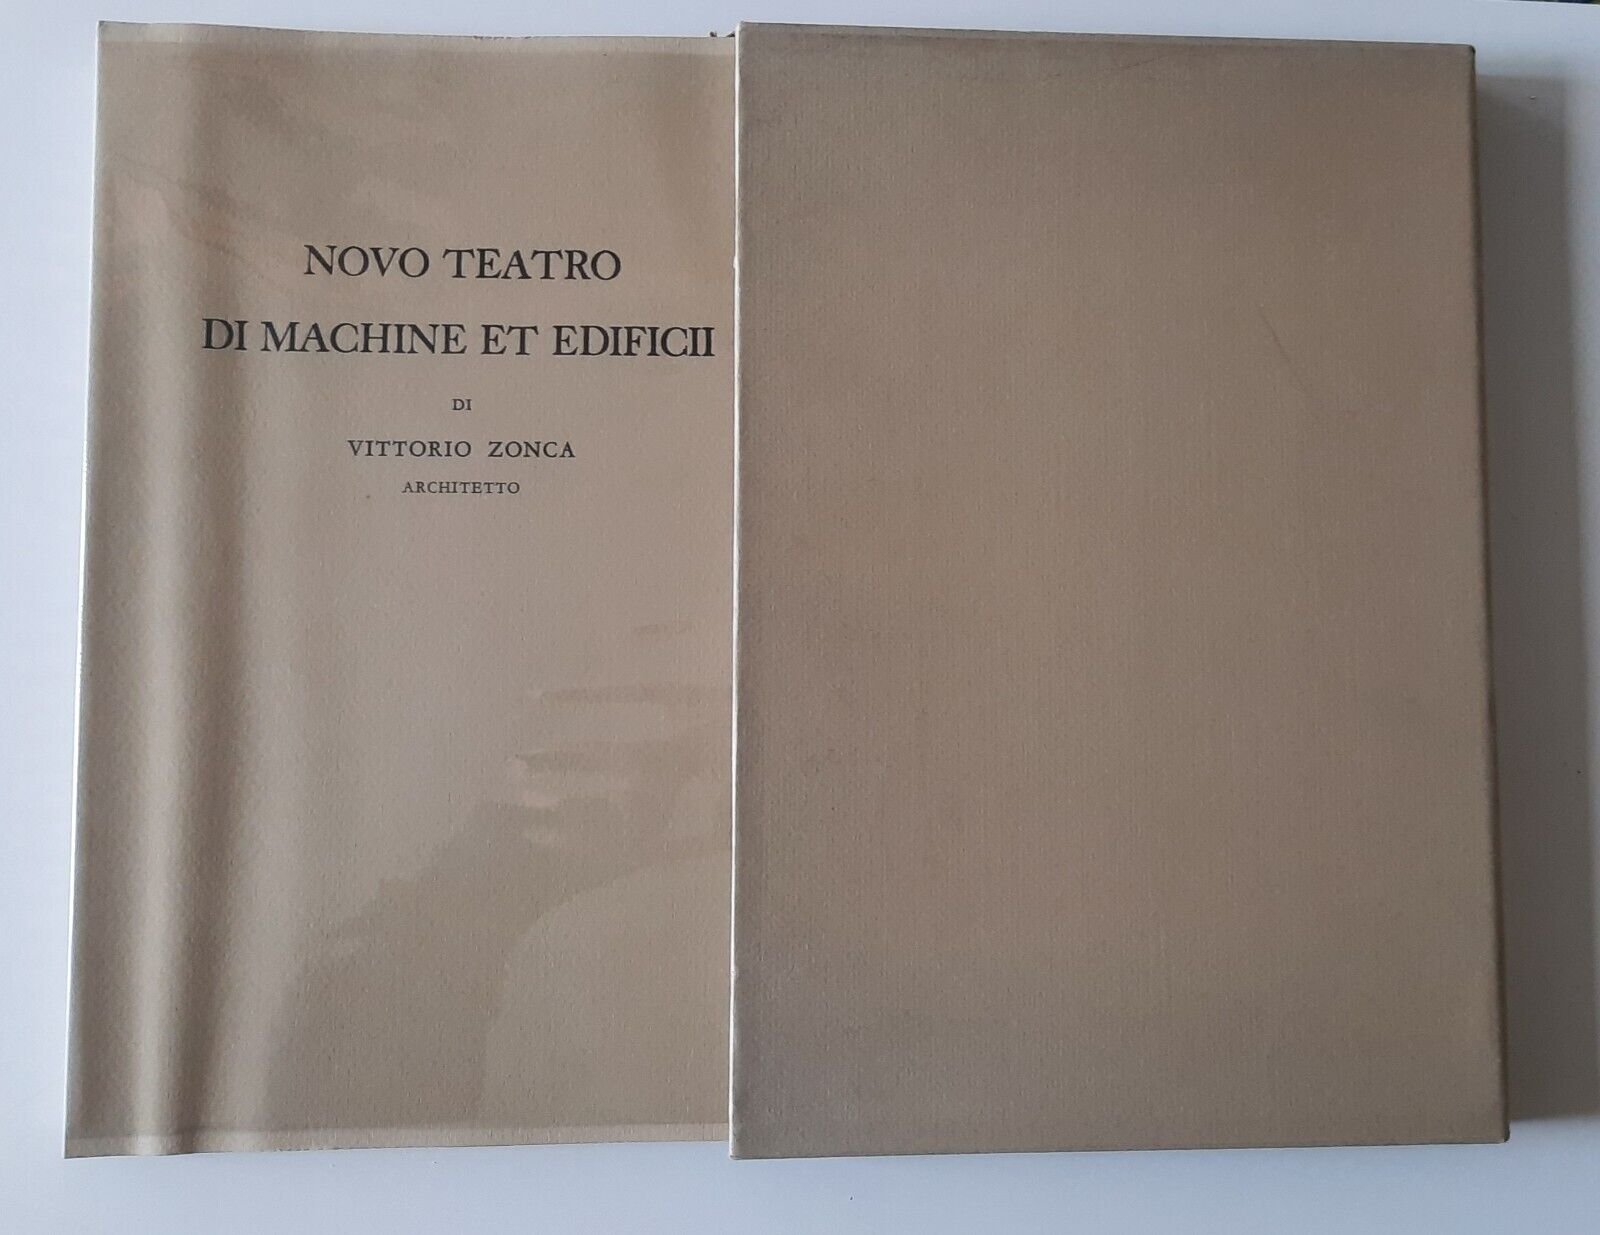 NOVO TEATRO
DI MACHINE ET EDIFICII
DI
VITTORIO ZONCA
ARCHITETTO